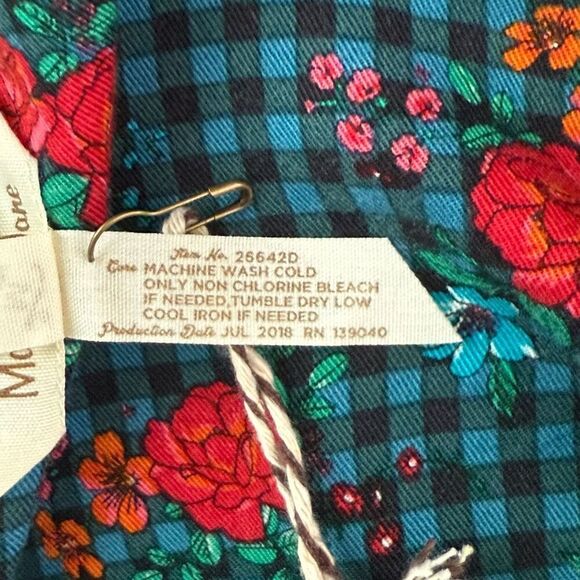 Item No. 26642D
Care MACHINE WASH COLD
ONLY NON CHLORINE BLEACH
IF NEEDED,TUMBLE DRY LOW
COOL IRON IF NEEDED
Production Date JUL 2018 RN 139040